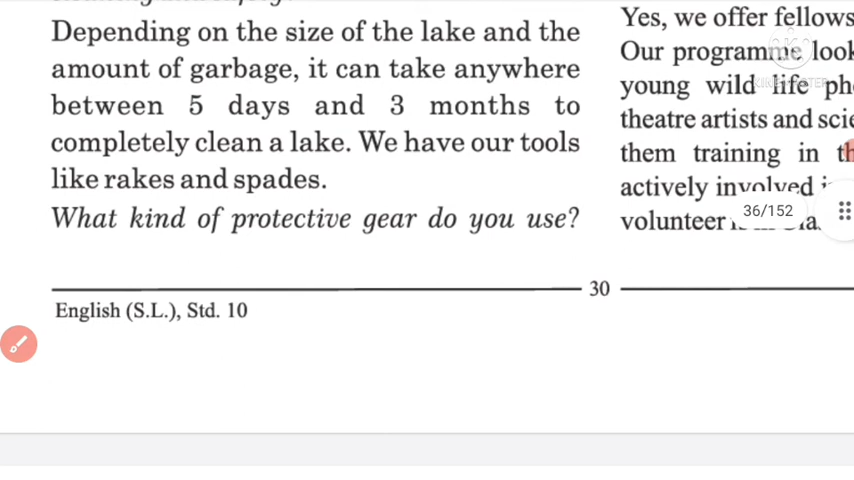 Depending on the size of the lake and the
amount of garbage, it can take anywhere
between 5 days and 3 months to
completely clean a lake. We have our tools
like rakes and spades.
What kind of protective gear do you use?
Yes, we offer fellows
Our programme look
young wild life ph
theatre artists and scie
them training in th
actively involved
volunteer
36/152
30
English (S.L.), Std. 10